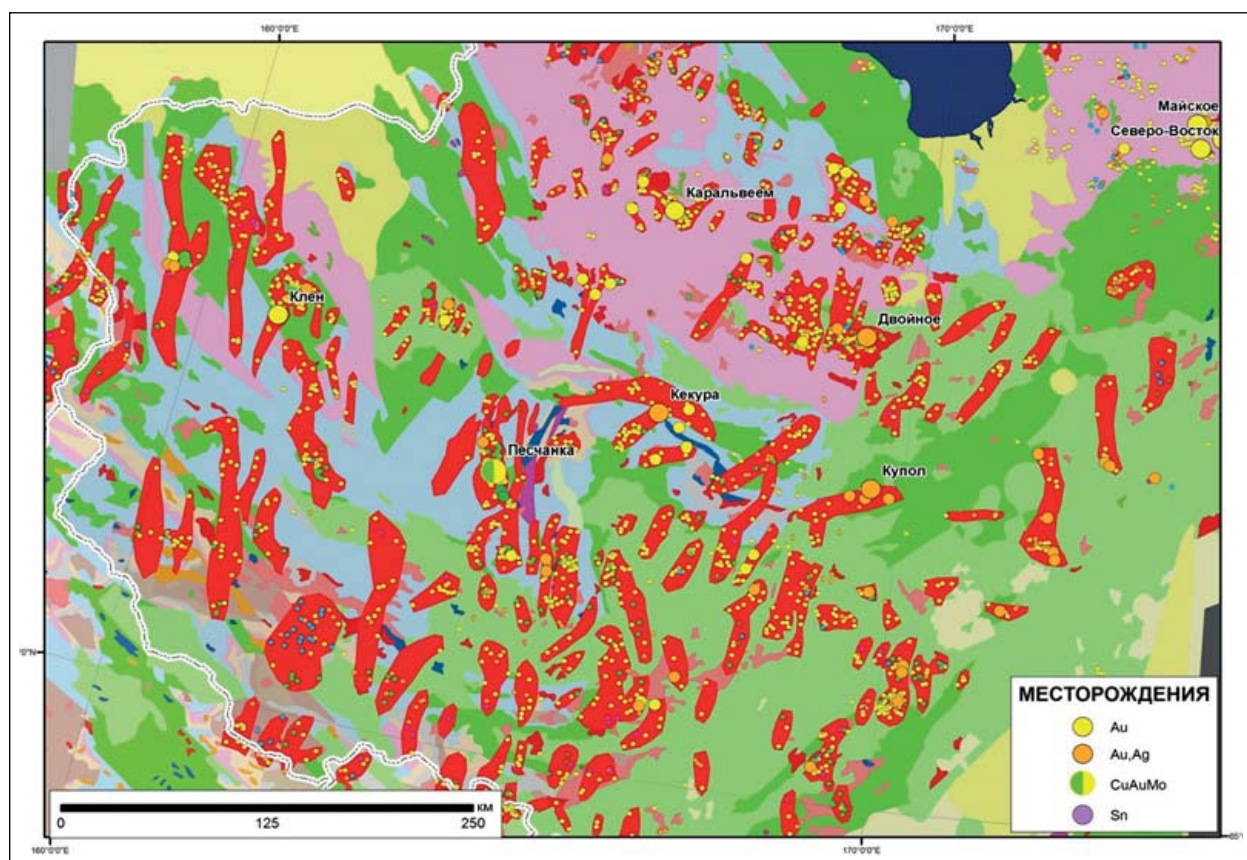 160°0'0"E
170°0'0"E
Майское
Северо-Восток
Каральвеем
Клен
Двойное
Кекура
Песчанка
Купол
'0"N
МЕСТОРОЖДЕНИЯ
Au
Au,Ag
CuAuMo
Sn
км
0
125
250
160°0'0"E
170°0'0"E